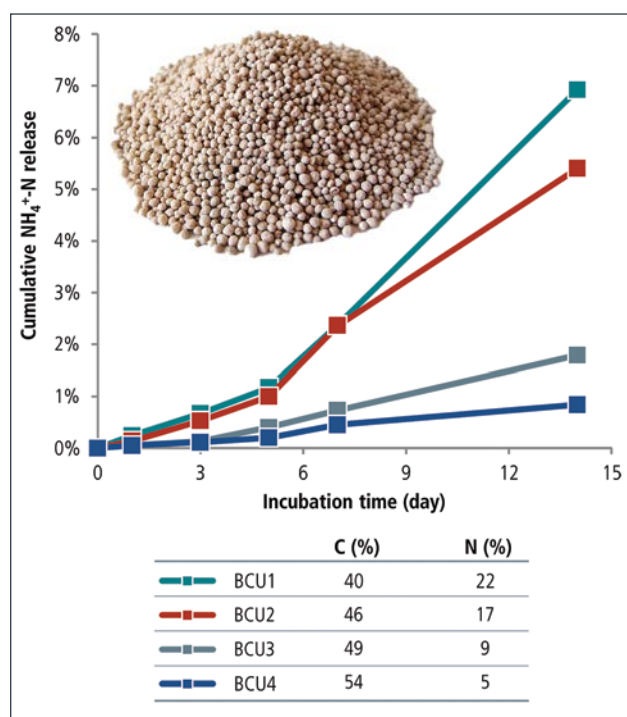 8%
7%
6%
5%
4%
3%
2%
1%
0%
Cumulative NH₄⁺-N release
0 3 6 9 12 15
Incubation time (day)
C (%) N (%)
BCU1 40 22
BCU2 46 17
BCU3 49 9
BCU4 54 5